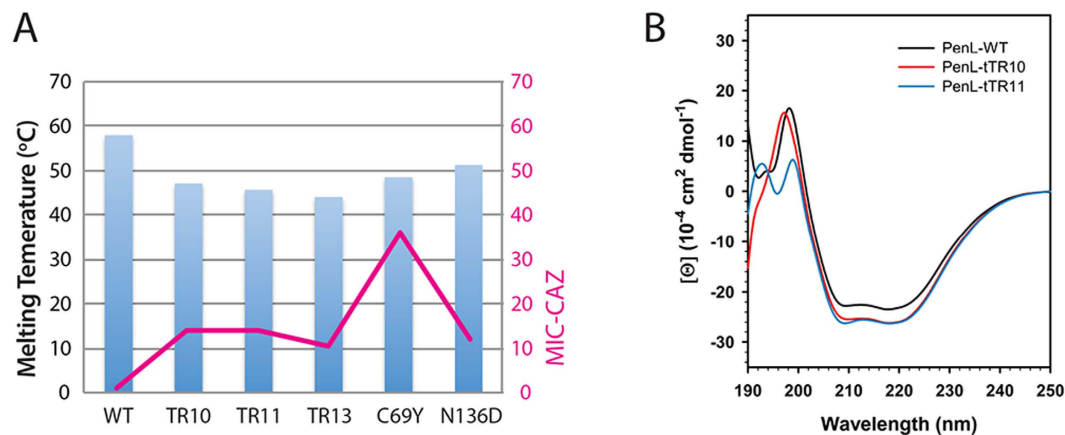 A
Melting Temperature (°C)
70
60
50
40
30
20
10
0
70
60
50
40
30
20
10
0
MIC-CAZ
WT TR10 TR11 TR13 C69Y N136D
B
[Θ] (10⁻⁴ cm² dmol⁻¹)
30
20
10
0
-10
-20
-30
PenL-WT
PenL-tTR10
PenL-tTR11
190 200 210 220 230 240 250
Wavelength (nm)